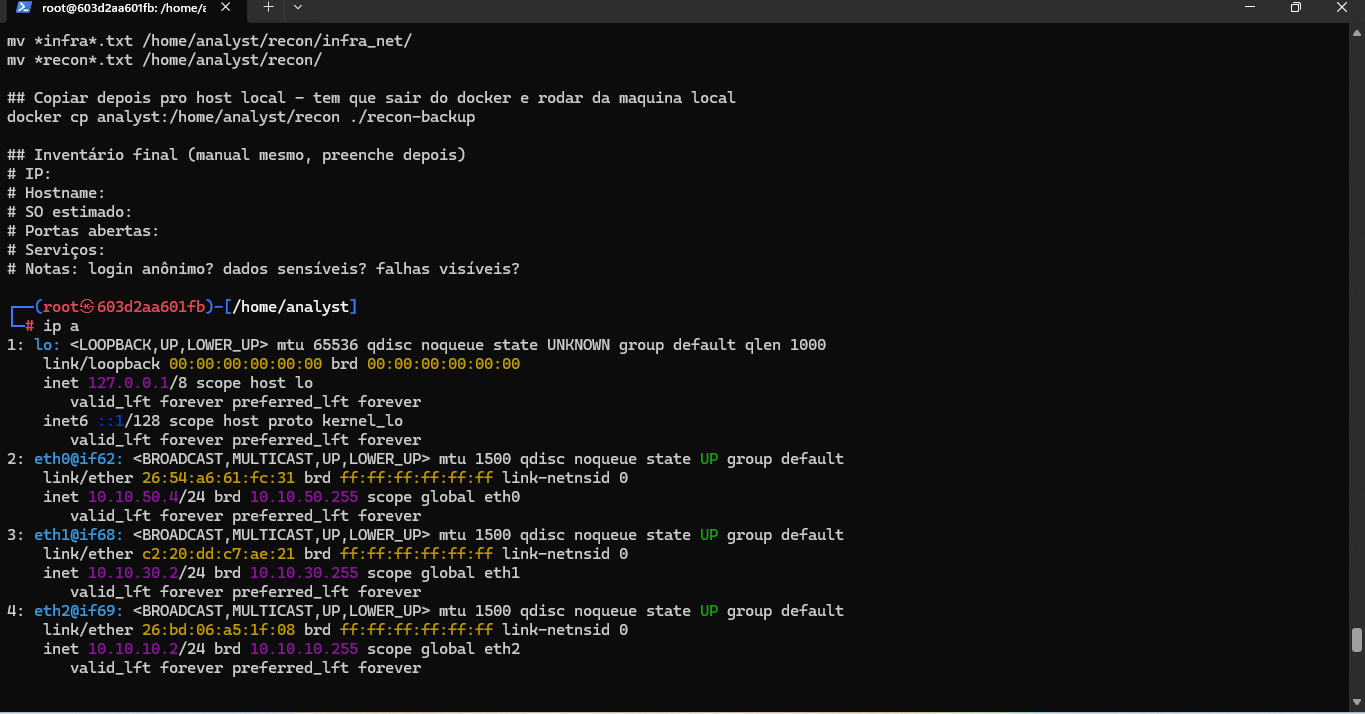 root@603d2aa601fb: /home/a
mv *infra*.txt /home/analyst/recon/infra_net/
mv *recon*.txt /home/analyst/recon/
## Copiar depois pro host local - tem que sair do docker e rodar da maquina local
docker cp analyst:/home/analyst/recon ./recon-backup
## Inventário final (manual mesmo, preenche depois)
# IP:
# Hostname:
# SO estimado:
# Portas abertas:
# Serviços:
# Notas: login anônimo? dados sensíveis? falhas visíveis?
┌──(root㉿603d2aa601fb)-[/home/analyst]
└─# ip a
1: lo: <LOOPBACK,UP,LOWER_UP> mtu 65536 qdisc noqueue state UNKNOWN group default qlen 1000
    link/loopback 00:00:00:00:00:00 brd 00:00:00:00:00:00
    inet 127.0.0.1/8 scope host lo
       valid_lft forever preferred_lft forever
    inet6 ::1/128 scope host proto kernel_lo
       valid_lft forever preferred_lft forever
2: eth0@if62: <BROADCAST,MULTICAST,UP,LOWER_UP> mtu 1500 qdisc noqueue state UP group default
    link/ether 26:54:a6:61:fc:31 brd ff:ff:ff:ff:ff:ff link-netnsid 0
    inet 10.10.50.4/24 brd 10.10.50.255 scope global eth0
       valid_lft forever preferred_lft forever
3: eth1@if68: <BROADCAST,MULTICAST,UP,LOWER_UP> mtu 1500 qdisc noqueue state UP group default
    link/ether c2:20:dd:c7:ae:21 brd ff:ff:ff:ff:ff:ff link-netnsid 0
    inet 10.10.30.2/24 brd 10.10.30.255 scope global eth1
       valid_lft forever preferred_lft forever
4: eth2@if69: <BROADCAST,MULTICAST,UP,LOWER_UP> mtu 1500 qdisc noqueue state UP group default
    link/ether 26:bd:06:a5:1f:08 brd ff:ff:ff:ff:ff:ff link-netnsid 0
    inet 10.10.10.2/24 brd 10.10.10.255 scope global eth2
       valid_lft forever preferred_lft forever